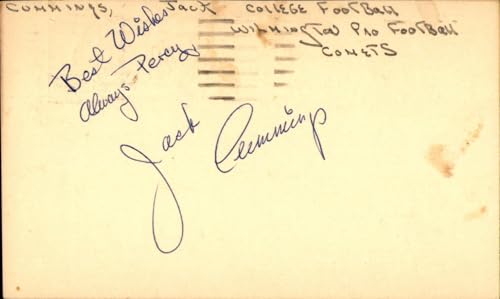 CUMMINGS, JACK COLLEGE FOOTBALL
WILMINGTON PRO FOOTBALL
COMETS
Best Wishes
Always Percy
Jack Cummings